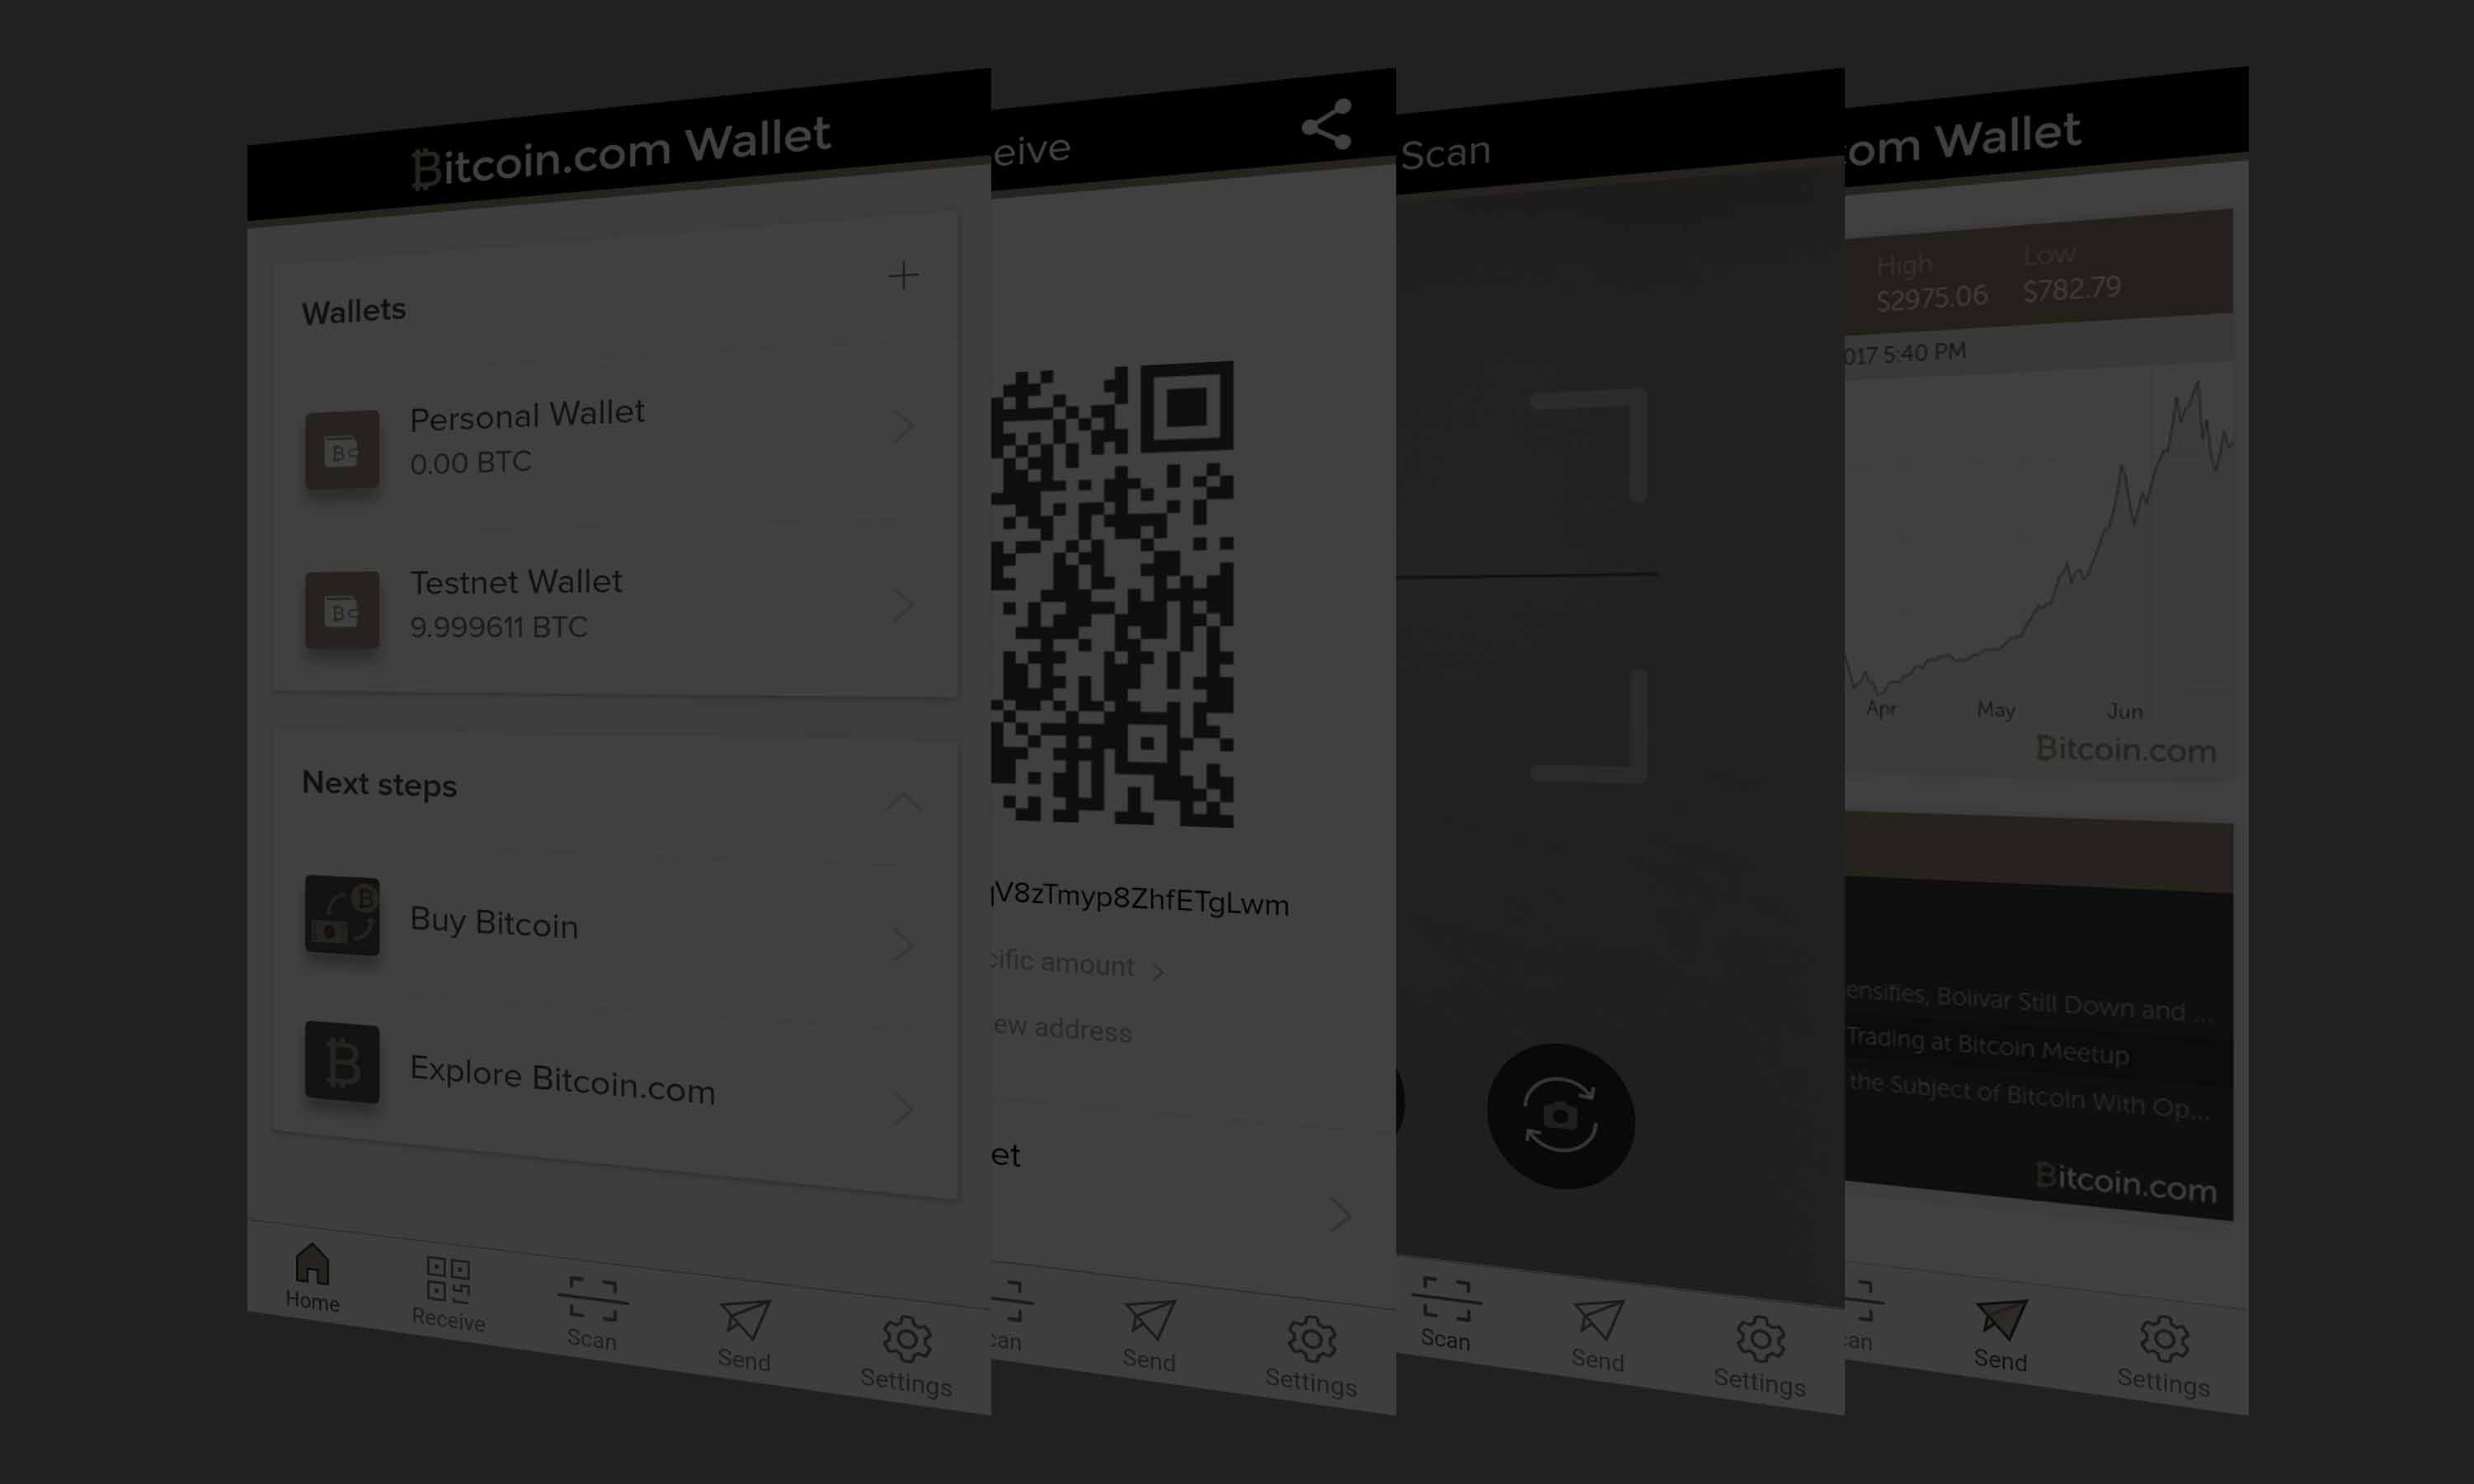 Bitcoin.com Wallet
Wallets
Personal Wallet
0.00 BTC
Testnet Wallet
9.999611 BTC
Next steps
Buy Bitcoin
Explore Bitcoin.com
Home
Receive
Scan
Send
Settings
eive
V8zTmyp8ZhfETgLwm
cific amount
ew address
et
can
Send
Settings
Scan
Scan
Send
Settings
com Wallet
High
Low
$2975.06
$782.79
017 5:40 PM
Apr
May
Jun
Bitcoin.com
ensifies, Bolivar Still Down and ...
Trading at Bitcoin Meetup
the Subject of Bitcoin With Op...
Bitcoin.com
an
Send
Settings